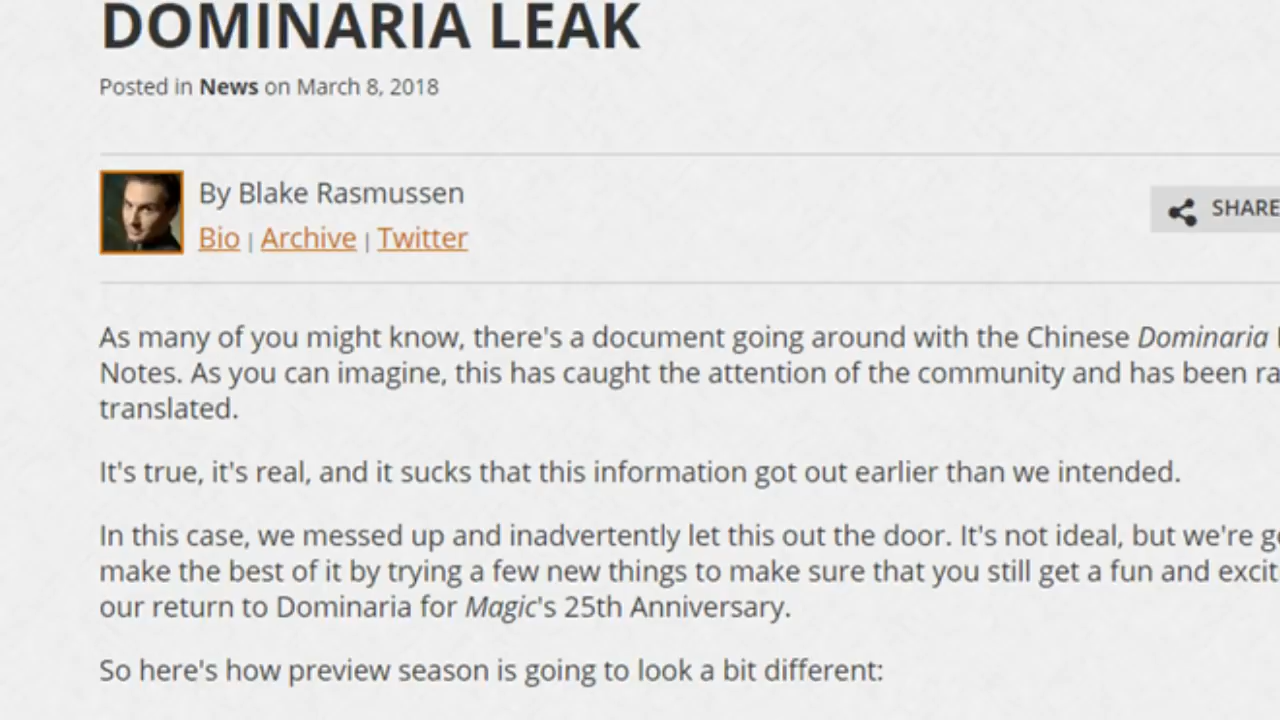 DOMINARIA LEAK
Posted in News on March 8, 2018
By Blake Rasmussen
Bio | Archive | Twitter
SHARE
As many of you might know, there's a document going around with the Chinese Dominaria
Notes. As you can imagine, this has caught the attention of the community and has been
translated.
It's true, it's real, and it sucks that this information got out earlier than we intended.
In this case, we messed up and inadvertently let this out the door. It's not ideal, but we're
make the best of it by trying a few new things to make sure that you still get a fun and
our return to Dominaria for Magic's 25th Anniversary.
So here's how preview season is going to look a bit different: